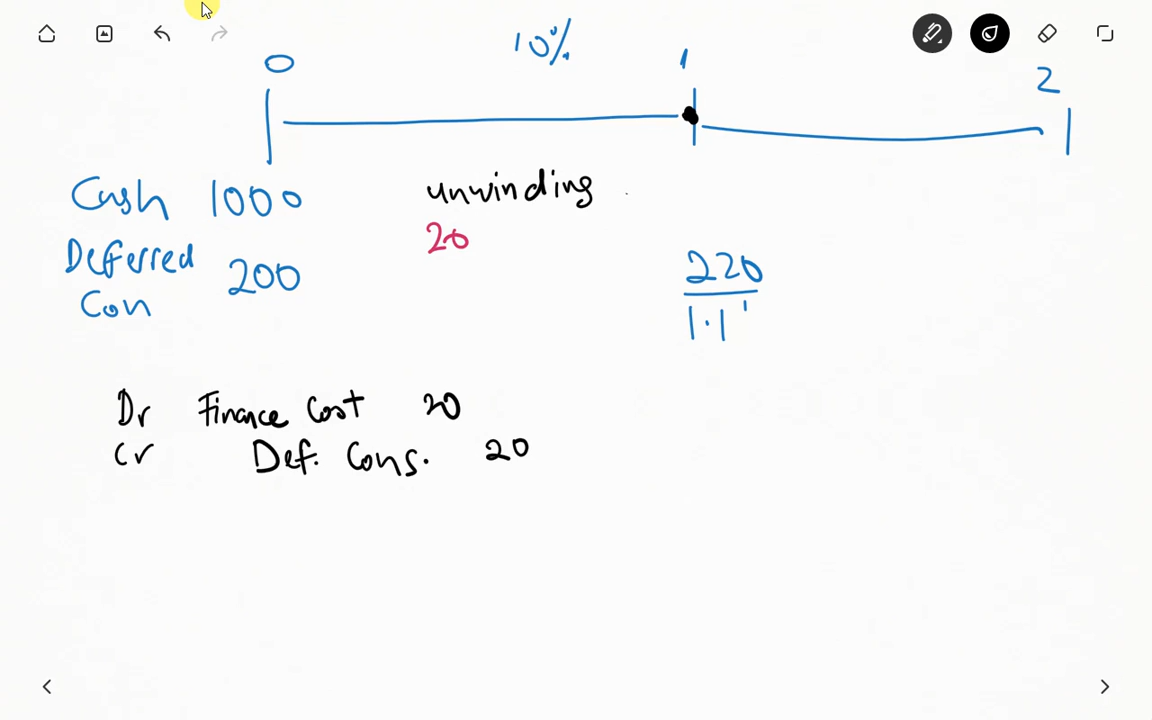 0 10% 1 2
Cash 1000 unwinding
20
Deferred 200
Con
220
1.1¹
Dr Finance Cost 20
Cr Def. Cons. 20